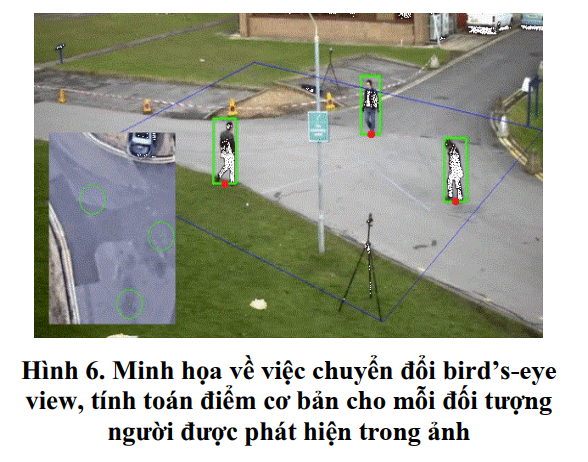 Hình 6. Minh họa về việc chuyển đổi bird's-eye
view, tính toán điểm cơ bản cho mỗi đối tượng
người được phát hiện trong ảnh